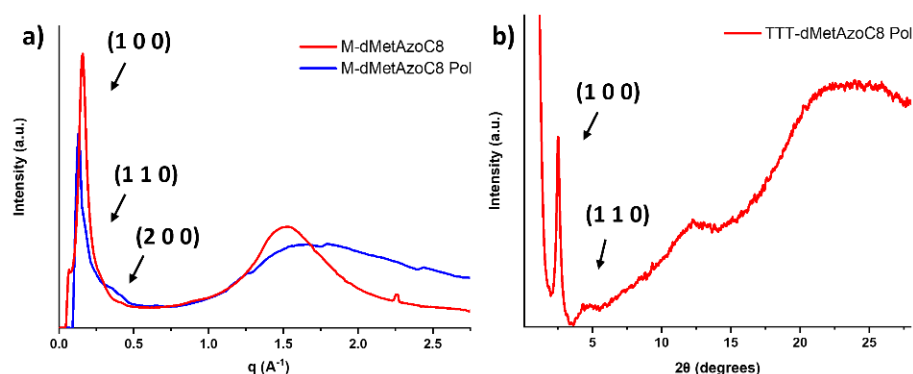 a)
(1 0 0)
(1 1 0)
(2 0 0)
M-dMetAzoC8
M-dMetAzoC8 Pol
Intensity (a.u.)
0.0 0.5 1.0 1.5 2.0 2.5
q (A⁻¹)
b)
TTT-dMetAzoC8 Pol
(1 0 0)
(1 1 0)
Intensity (a.u.)
5 10 15 20 25
2θ (degrees)